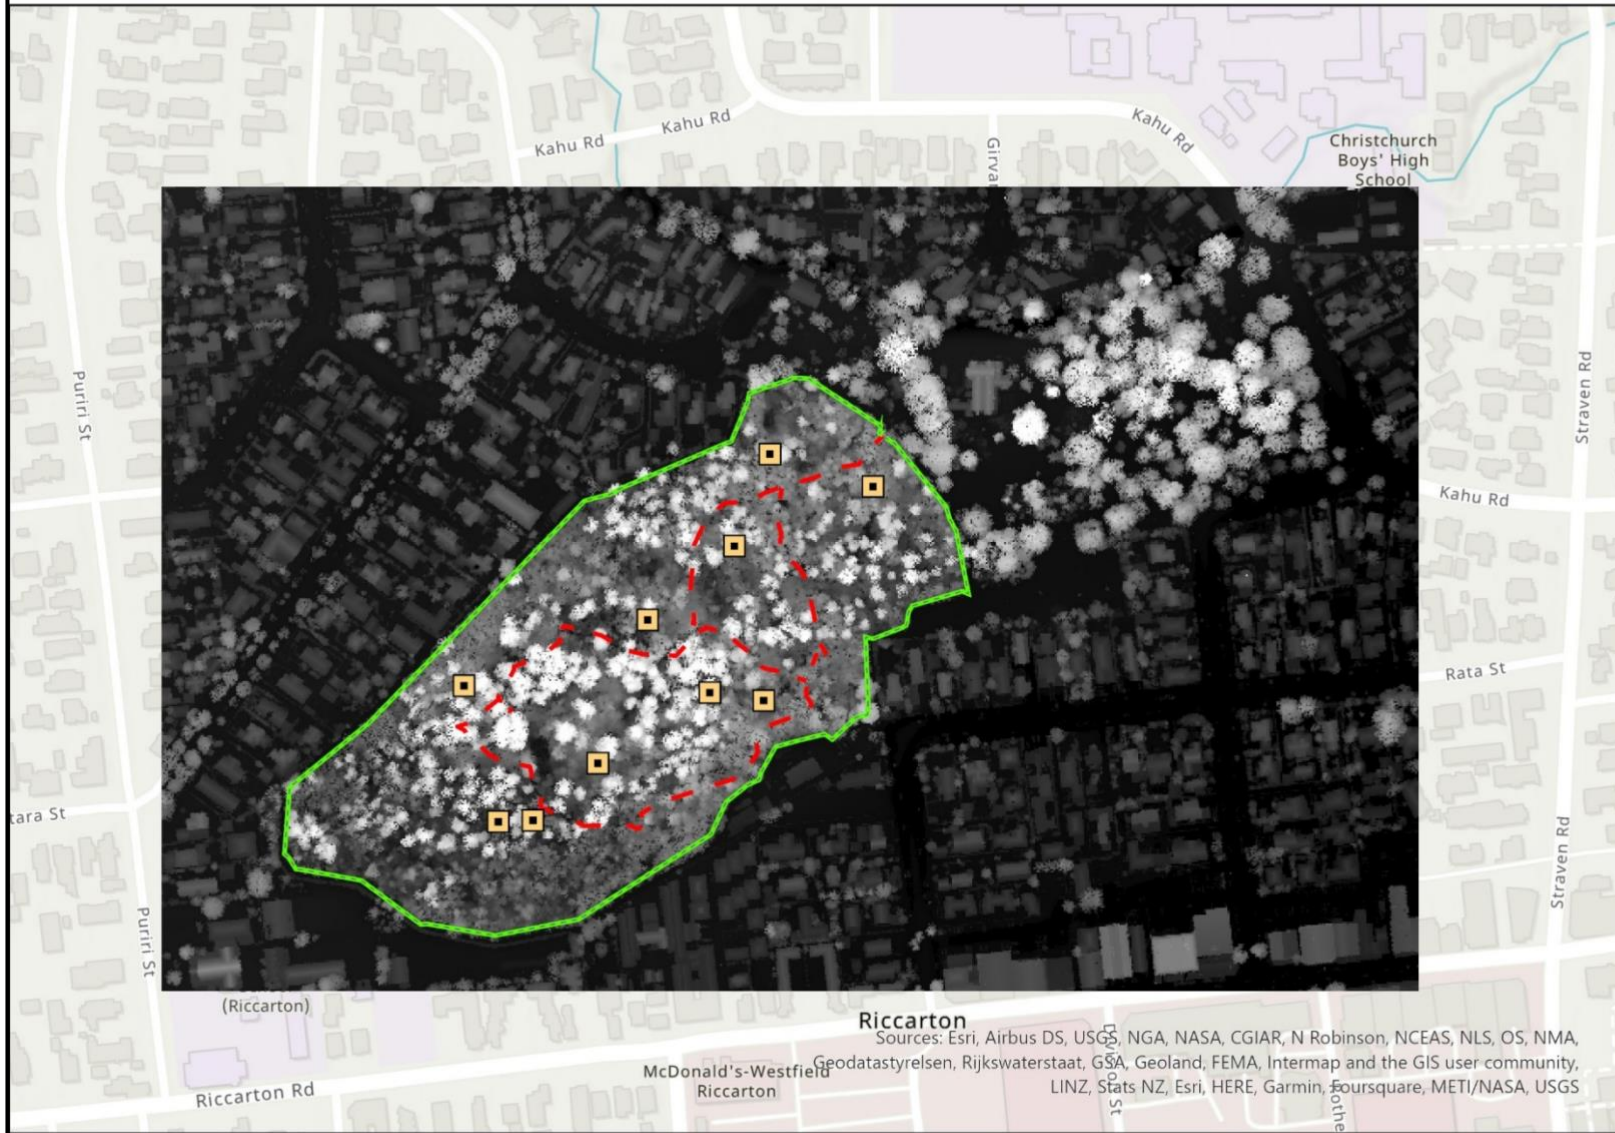 Kahu Rd
Kahu Rd
Kahu Rd
Girva
Christchurch
Boys' High
School
Puriri St
Straven Rd
Kahu Rd
Rata St
tara St
Straven Rd
Puriri St
(Riccarton)
Riccarton
Sources: Esri, Airbus DS, USGS, NGA, NASA, CGIAR, N Robinson, NCEAS, NLS, OS, NMA,
Geodatastyrelsen, Rijkswaterstaat, GSA, Geoland, FEMA, Intermap and the GIS user community,
LINZ, Stats NZ, Esri, HERE, Garmin, Foursquare, METI/NASA, USGS
McDonald's-Westfield
Riccarton
Riccarton Rd